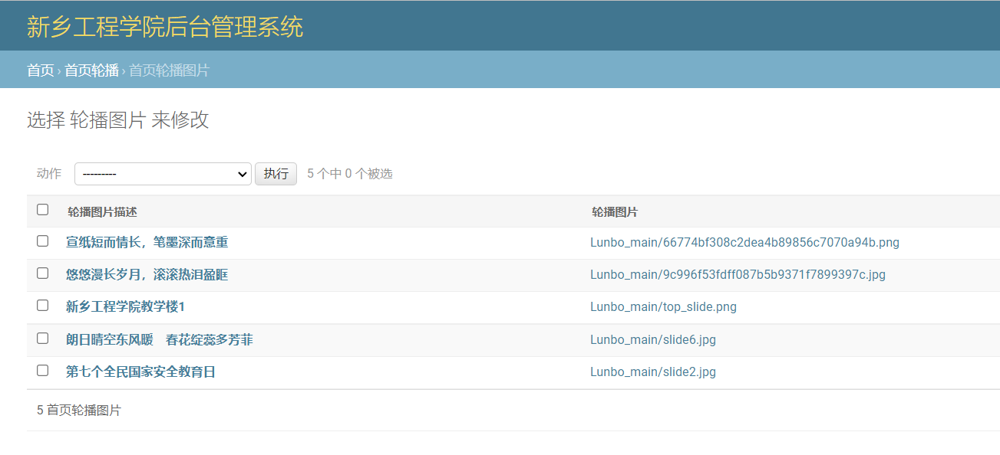 新乡工程学院后台管理系统
首页 › 首页轮播 › 首页轮播图片
选择 轮播图片 来修改
动作 --------- 执行 5 个中 0 个被选
轮播图片描述 轮播图片
宣纸短而情长，笔墨深而意重 Lunbo_main/66774bf308c2dea4b89856c7070a94b.png
悠悠漫长岁月，滚滚热泪盈眶 Lunbo_main/9c996f53fdff087b5b9371f7899397c.jpg
新乡工程学院教学楼1 Lunbo_main/top_slide.png
朗日晴空东风暖　春花绽蕊多芳菲 Lunbo_main/slide6.jpg
第七个全民国家安全教育日 Lunbo_main/slide2.jpg
5 首页轮播图片